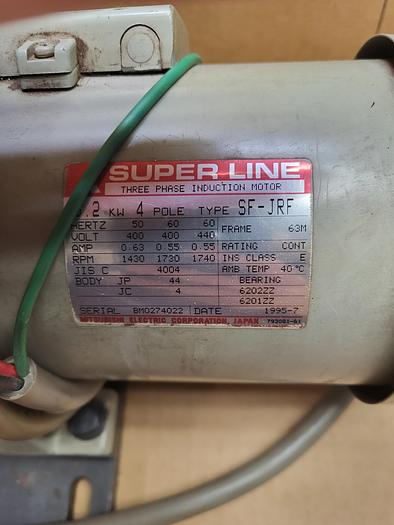 SUPER LINE
THREE PHASE INDUCTION MOTOR
.2 KW 4 POLE TYPE SF-JRF
HERTZ 50 60 60 FRAME 63M
VOLT 400 400 440
AMP 0.63 0.55 0.55 RATING CONT
RPM 1430 1730 1740 INS CLASS E
JIS C 4004 AMB TEMP 40°C
BODY JP 44 BEARING
JC 4 6202ZZ
6201ZZ
SERIAL BM0274022 DATE 1995-7
MITSUBISHI ELECTRIC CORPORATION, JAPAN